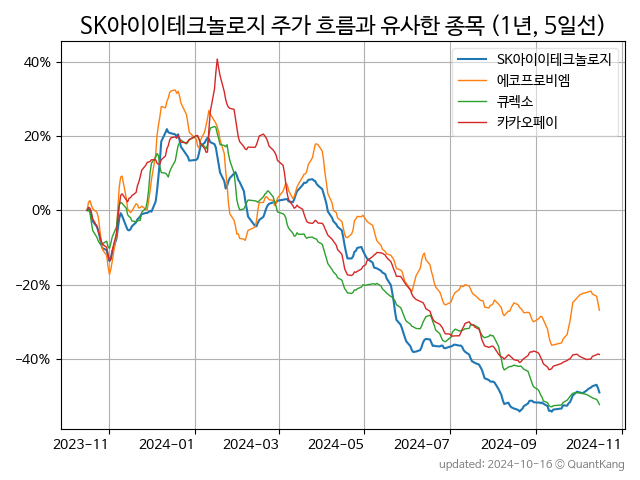 SK아이이테크놀로지 주가 흐름과 유사한 종목 (1년, 5일선)
SK아이이테크놀로지
에코프로비엠
큐렉소
카카오페이
40%
20%
0%
−20%
−40%
2023-11
2024-01
2024-03
2024-05
2024-07
2024-09
2024-11
updated: 2024-10-16 © QuantKang